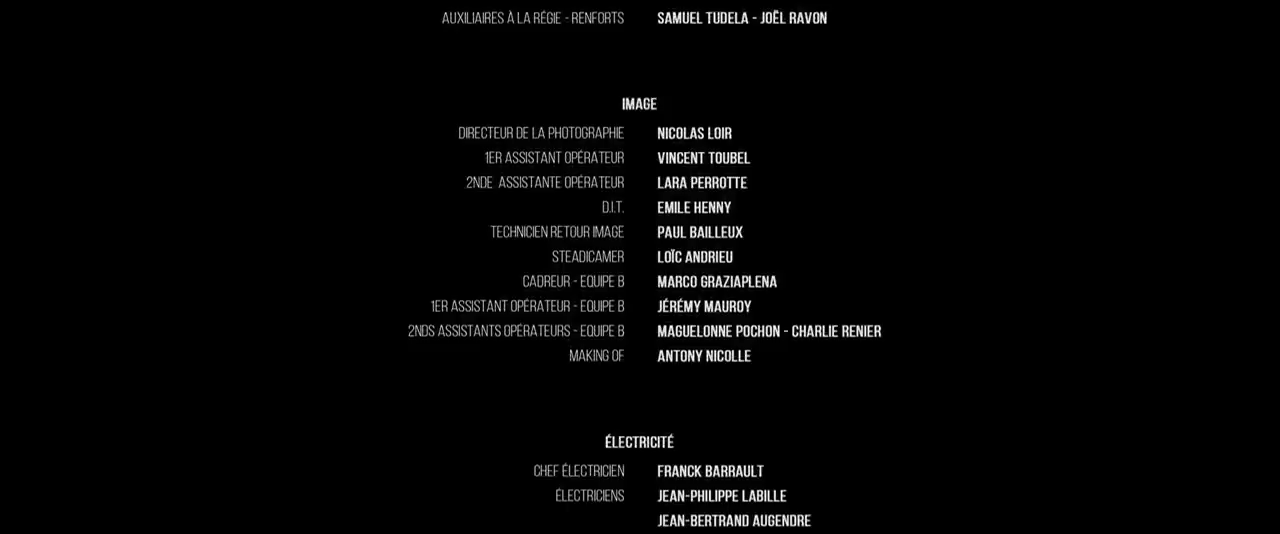 AUXILIAIRES À LA RÉGIE - RENFORTS SAMUEL TUDELA - JOËL RAVON
IMAGE
DIRECTEUR DE LA PHOTOGRAPHIE NICOLAS LOIR
1ER ASSISTANT OPÉRATEUR VINCENT TOUBEL
2NDE ASSISTANTE OPÉRATEUR LARA PERROTTE
D.I.T. EMILE HENNY
TECHNICIEN RETOUR IMAGE PAUL BAILLEUX
STEADICAMER LOÏC ANDRIEU
CADREUR - EQUIPE B MARCO GRAZIAPLENA
1ER ASSISTANT OPÉRATEUR - EQUIPE B JÉRÉMY MAUROY
2NDS ASSISTANTS OPÉRATEURS - EQUIPE B MAGUELONNE POCHON - CHARLIE RENIER
MAKING OF ANTONY NICOLLE
ÉLECTRICITÉ
CHEF ÉLECTRICIEN FRANCK BARRAULT
ÉLECTRICIENS JEAN-PHILIPPE LABILLE
JEAN-BERTRAND AUGENDRE